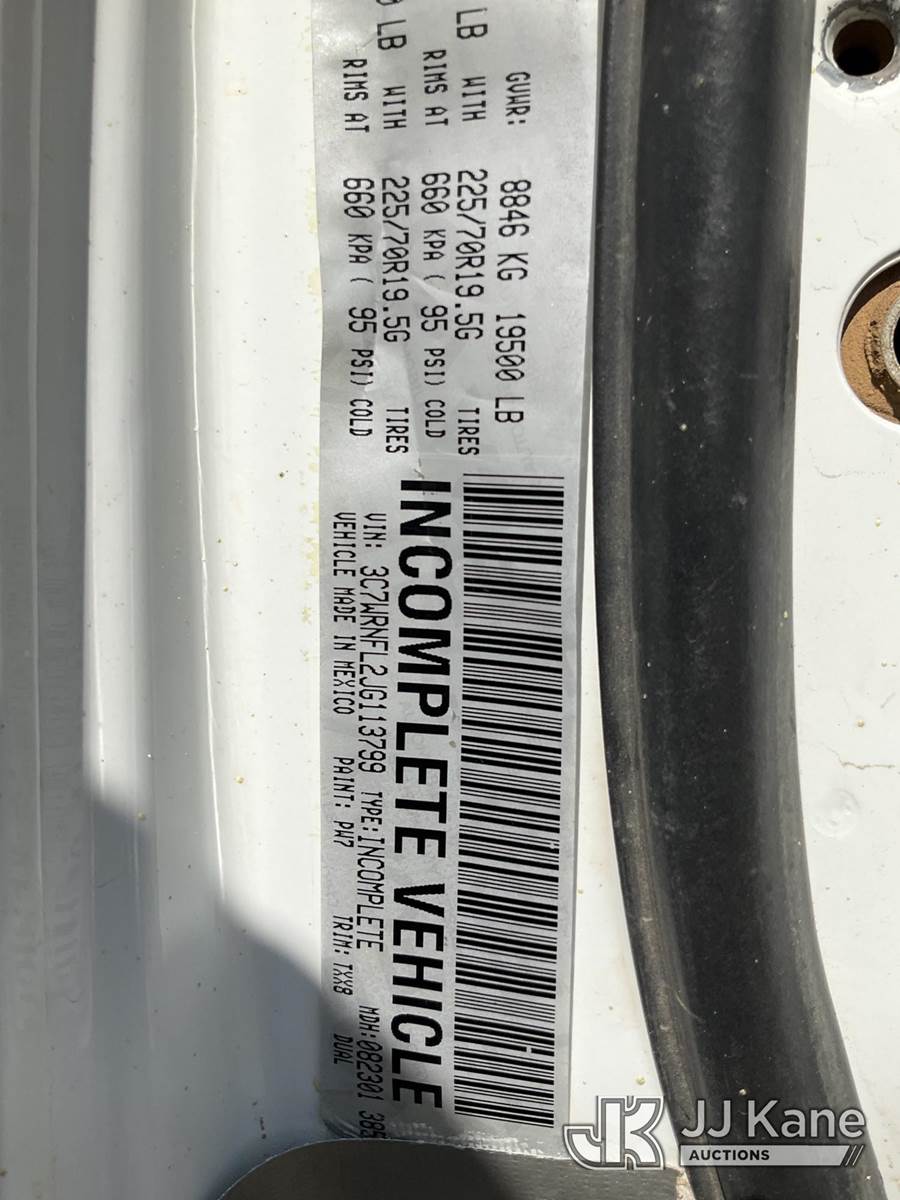 GVWR: 8846 KG 19500 LB
LB WITH 225/70R19.5G TIRES
RIMS AT 660 KPA ( 95 PSI) COLD
LB WITH 225/70R19.5G TIRES
RIMS AT 660 KPA ( 95 PSI) COLD
INCOMPLETE VEHICLE
VIN: 3C7WRNFL2JG113799 TYPE:INCOMPLETE MDH:082301 385
VEHICLE MADE IN MEXICO PAINT: PW7 TRIM:TXX8 DUAL
JK JJ Kane
AUCTIONS